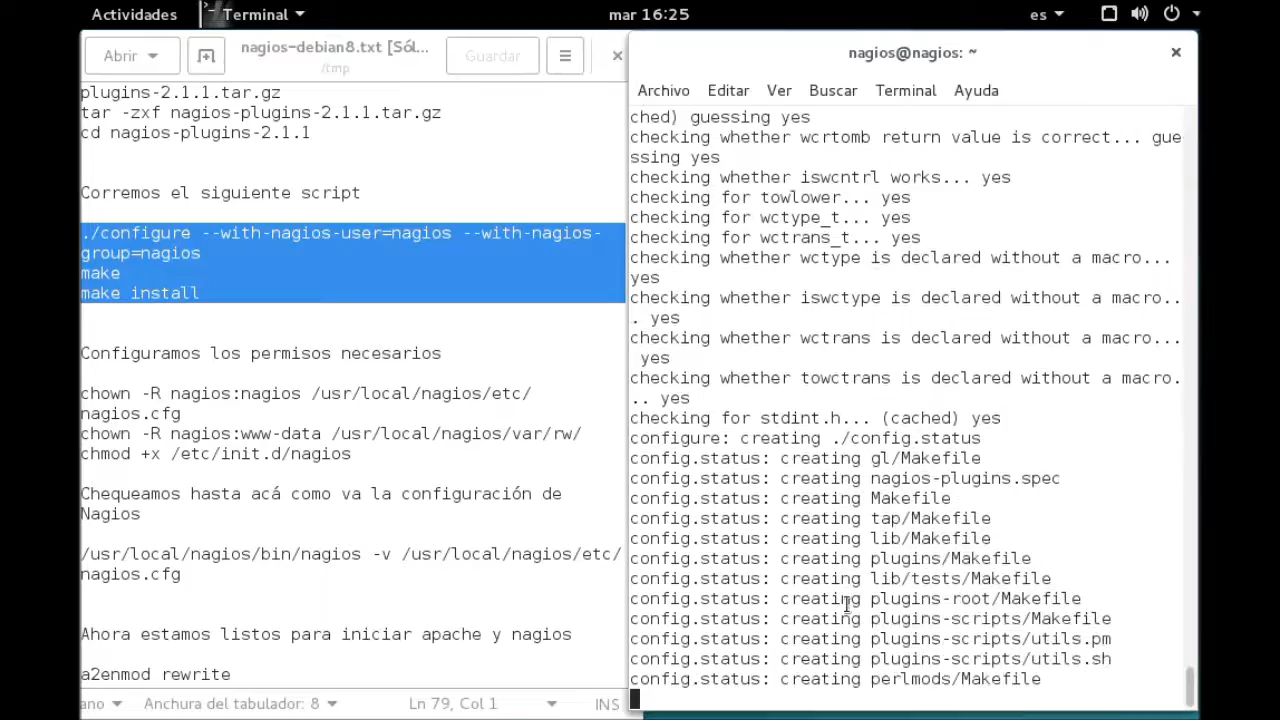 Actividades
Terminal
mar 16:25
es
Abrir
nagios-debian8.txt [Sól...
/tmp
Guardar
plugins-2.1.1.tar.gz
tar -zxf nagios-plugins-2.1.1.tar.gz
cd nagios-plugins-2.1.1
Corremos el siguiente script
./configure --with-nagios-user=nagios --with-nagios-
group=nagios
make
make install
Configuramos los permisos necesarios
chown -R nagios:nagios /usr/local/nagios/etc/
nagios.cfg
chown -R nagios:www-data /usr/local/nagios/var/rw/
chmod +x /etc/init.d/nagios
Chequeamos hasta acá como va la configuración de
Nagios
/usr/local/nagios/bin/nagios -v /usr/local/nagios/etc/
nagios.cfg
Ahora estamos listos para iniciar apache y nagios
a2enmod rewrite
ano
Anchura del tabulador: 8
Ln 79, Col 1
INS
nagios@nagios: ~
Archivo Editar Ver Buscar Terminal Ayuda
ched) guessing yes
checking whether wcrtomb return value is correct... gue
ssing yes
checking whether iswcntrl works... yes
checking for towlower... yes
checking for wctype_t... yes
checking for wctrans_t... yes
checking whether wctype is declared without a macro...
yes
checking whether iswctype is declared without a macro..
. yes
checking whether wctrans is declared without a macro...
yes
checking whether towctrans is declared without a macro.
.. yes
checking for stdint.h... (cached) yes
configure: creating ./config.status
config.status: creating gl/Makefile
config.status: creating nagios-plugins.spec
config.status: creating Makefile
config.status: creating tap/Makefile
config.status: creating lib/Makefile
config.status: creating plugins/Makefile
config.status: creating lib/tests/Makefile
config.status: creating plugins-root/Makefile
config.status: creating plugins-scripts/Makefile
config.status: creating plugins-scripts/utils.pm
config.status: creating plugins-scripts/utils.sh
config.status: creating perlmods/Makefile